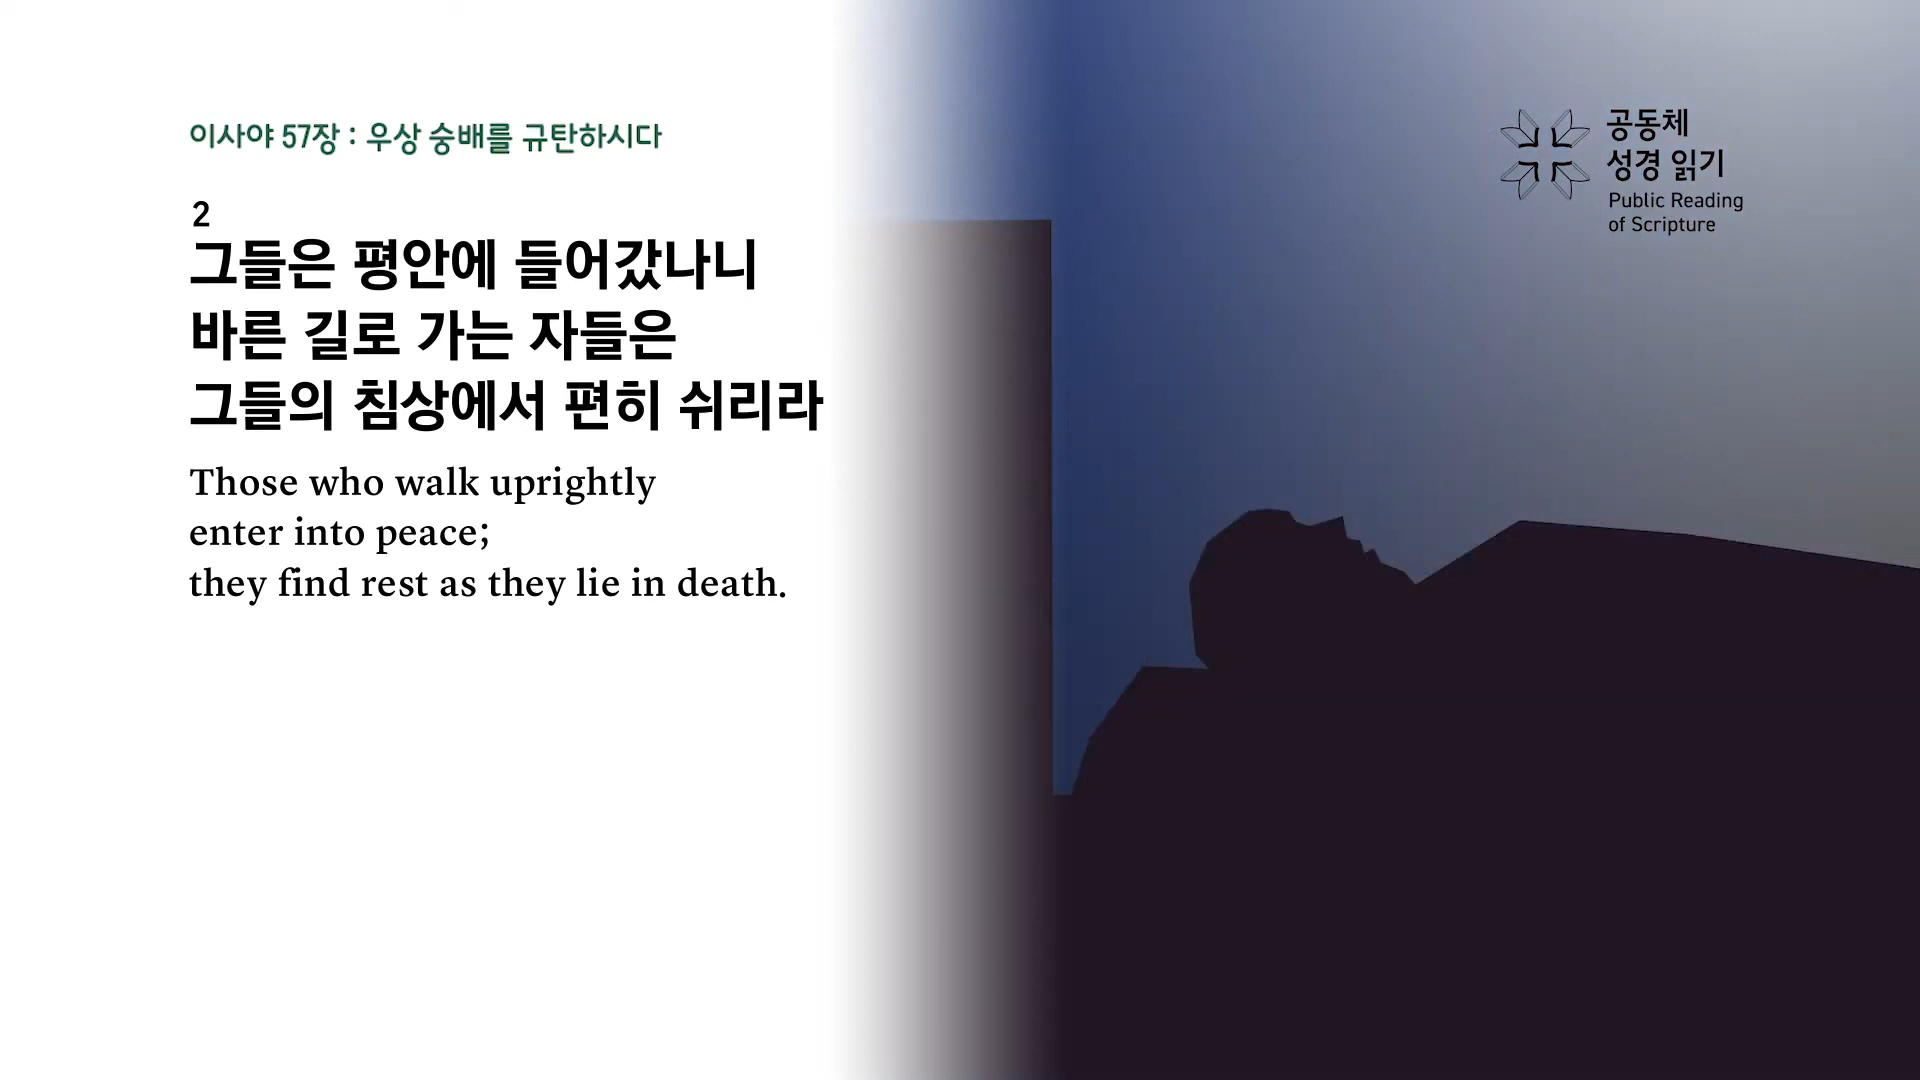 이사야 57장 : 우상 숭배를 규탄하시다
2
그들은 평안에 들어갔나니
바른 길로 가는 자들은
그들의 침상에서 편히 쉬리라
Those who walk uprightly
enter into peace;
they find rest as they lie in death.
공동체
성경 읽기
Public Reading
of Scripture